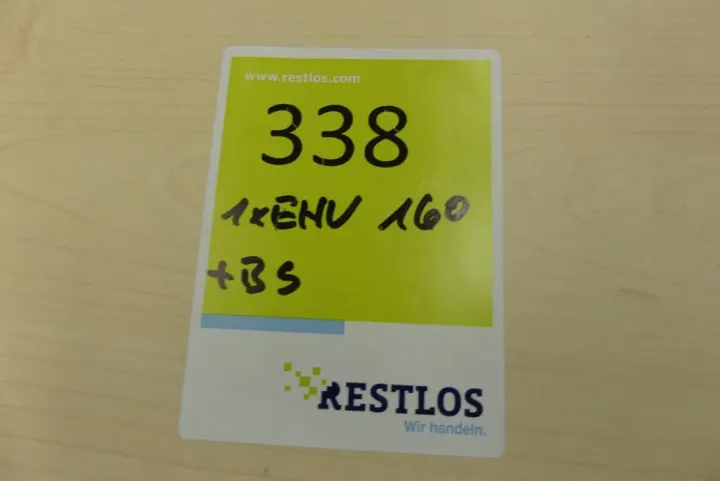 www.restlos.com
338
1xEHV 160
+BS
RESTLOS
Wir handeln.